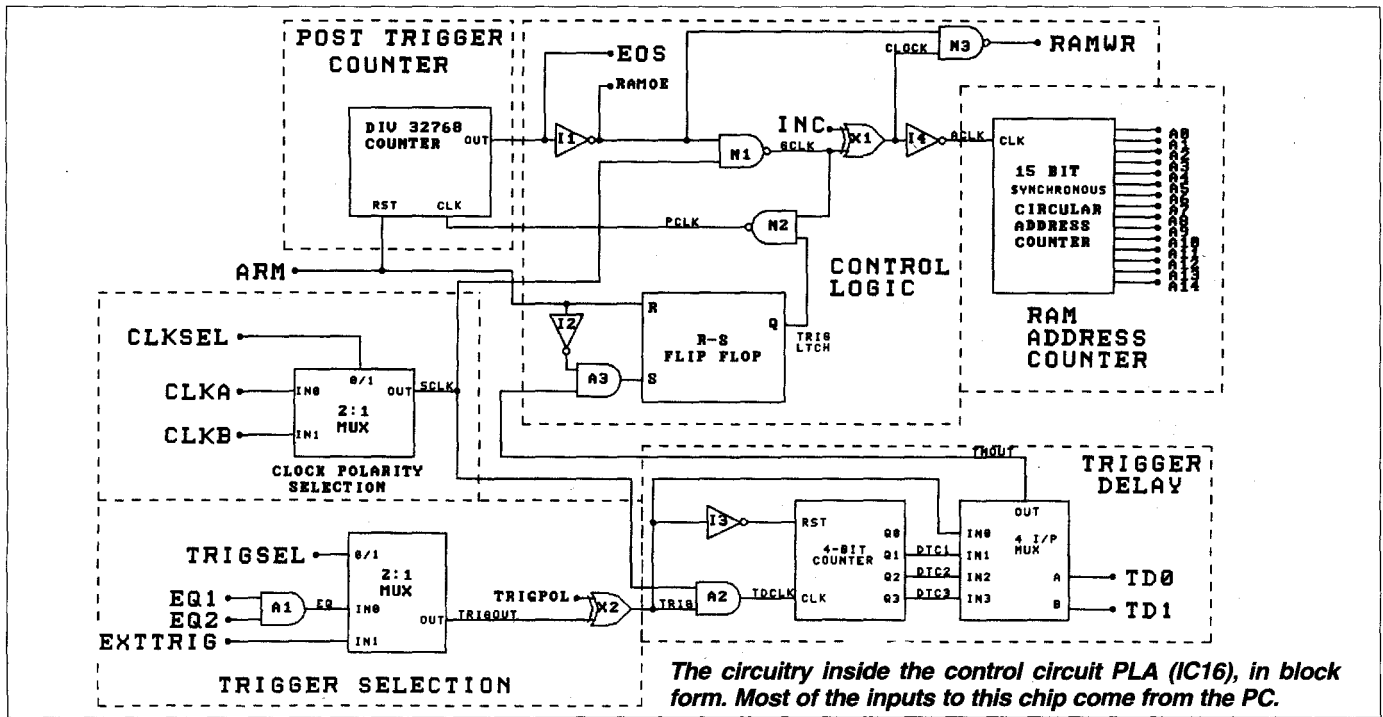 POST TRIGGER
COUNTER
EOS
RAMOE
CLOCK
N3
RAMWR
DIV 32768
COUNTER
OUT
RST
CLK
I1
N1
SCLK
INC
X1
I4
ACLK
CLK
15 BIT
SYNCHRONOUS
CIRCULAR
ADDRESS
COUNTER
A0
A1
A2
A3
A4
A5
A6
A7
A8
A9
A10
A11
A12
A13
A14
RAM
ADDRESS
COUNTER
PCLK
N2
ARM
CONTROL
LOGIC
I2
A3
R
S
Q
R-S
FLIP FLOP
TRIG
LTCH
CLKSEL
CLKA
CLKB
0/1
IN0
IN1
OUT
2:1
MUX
SCLK
CLOCK POLARITY
SELECTION
TMOUT
TRIGGER
DELAY
TRIGSEL
EQ1
EQ2
EXTTRIG
A1
EQ
0/1
2:1
MUX
IN0
IN1
OUT
TRIGOUT
TRIGPOL
X2
TRIG
A2
TDCLK
I3
RST
4-BIT
COUNTER
CLK
Q0
Q1
Q2
Q3
DTC1
DTC2
DTC3
OUT
IN0
IN1
IN2
IN3
4 I/P
MUX
A
B
TD0
TD1
TRIGGER SELECTION
The circuitry inside the control circuit PLA (IC16), in block
form. Most of the inputs to this chip come from the PC.